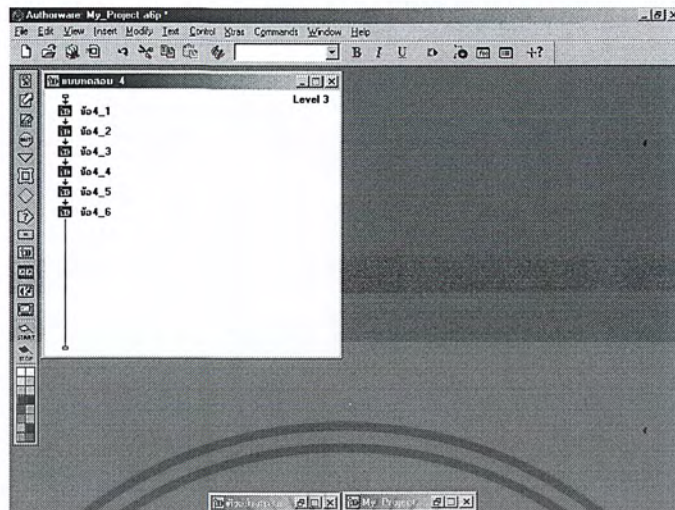 Authorware: My_Project.a6p *
File Edit View Insert Modify Text Control Xtras Commands Window Help
B I U
แบบทดสอบ_4
Level 3
ข้อ4_1
ข้อ4_2
ข้อ4_3
ข้อ4_4
ข้อ4_5
ข้อ4_6
START
STOP
My_Project